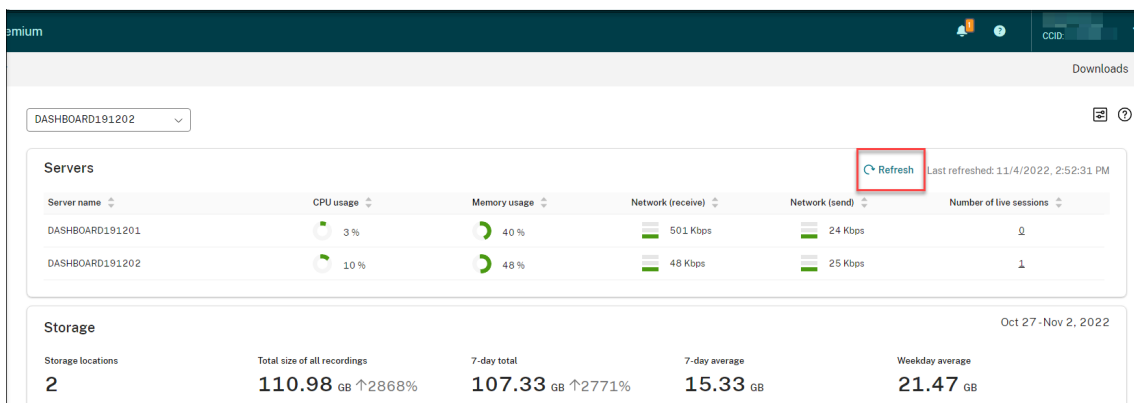 emium
CCID:
Downloads
DASHBOARD191202
Servers Refresh Last refreshed: 11/4/2022, 2:52:31 PM
Server name CPU usage Memory usage Network (receive) Network (send) Number of live sessions
DASHBOARD191201 3 % 40 % 501 Kbps 24 Kbps 0
DASHBOARD191202 10 % 48 % 48 Kbps 25 Kbps 1
Storage Oct 27 - Nov 2, 2022
Storage locations Total size of all recordings 7-day total 7-day average Weekday average
2 110.98 GB ↑2868% 107.33 GB ↑2771% 15.33 GB 21.47 GB